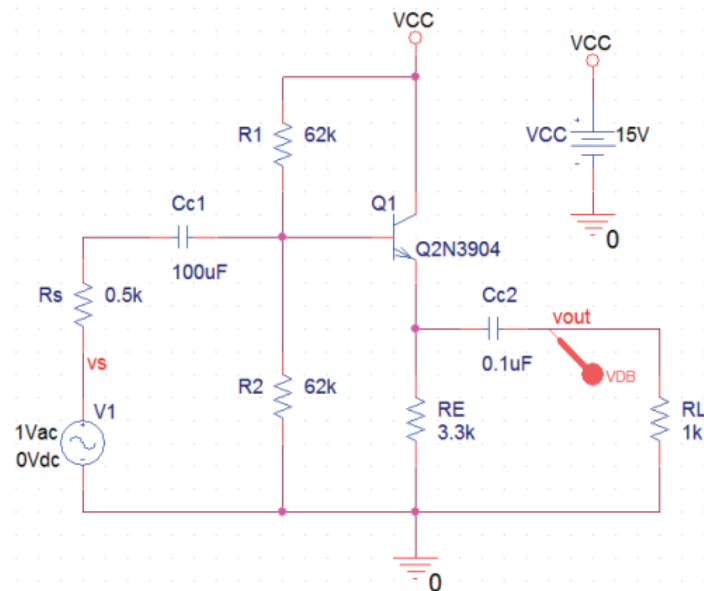 VCC
VCC
R1 62k
VCC 15V
+
-
Cc1
Q1
0
100uF
Q2N3904
Rs 0.5k
Cc2
vout
vs
0.1uF
VDB
R2 62k
V1
RE
3.3k
RL
1k
1Vac
0Vdc
+
-
0